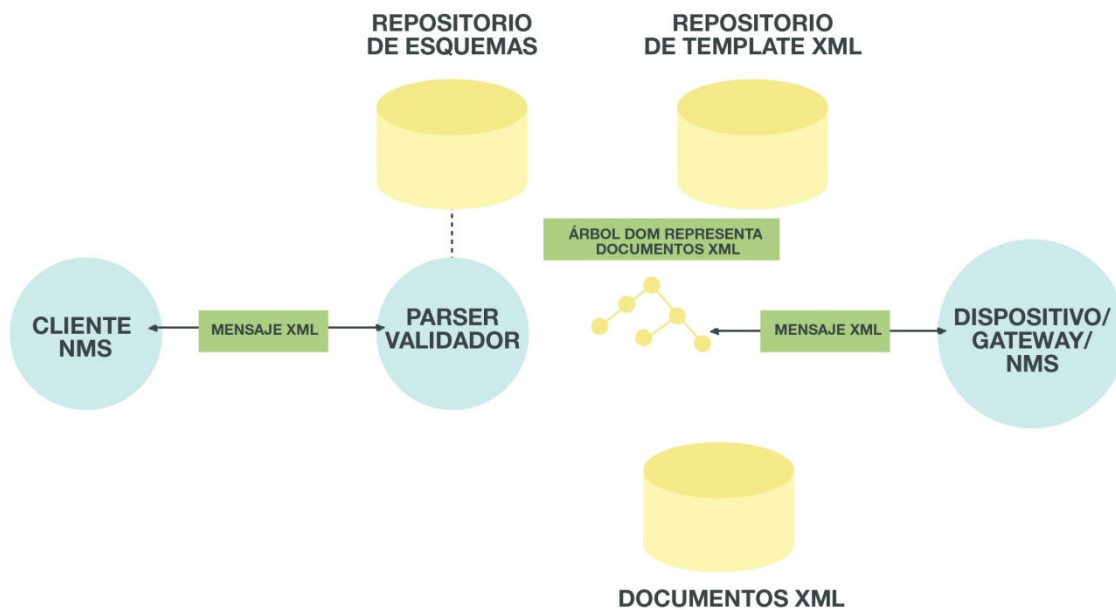 REPOSITORIO
DE ESQUEMAS
REPOSITORIO
DE TEMPLATE XML
ÁRBOL DOM REPRESENTA
DOCUMENTOS XML
CLIENTE
NMS
MENSAJE XML
PARSER
VALIDADOR
MENSAJE XML
DISPOSITIVO/
GATEWAY/
NMS
DOCUMENTOS XML